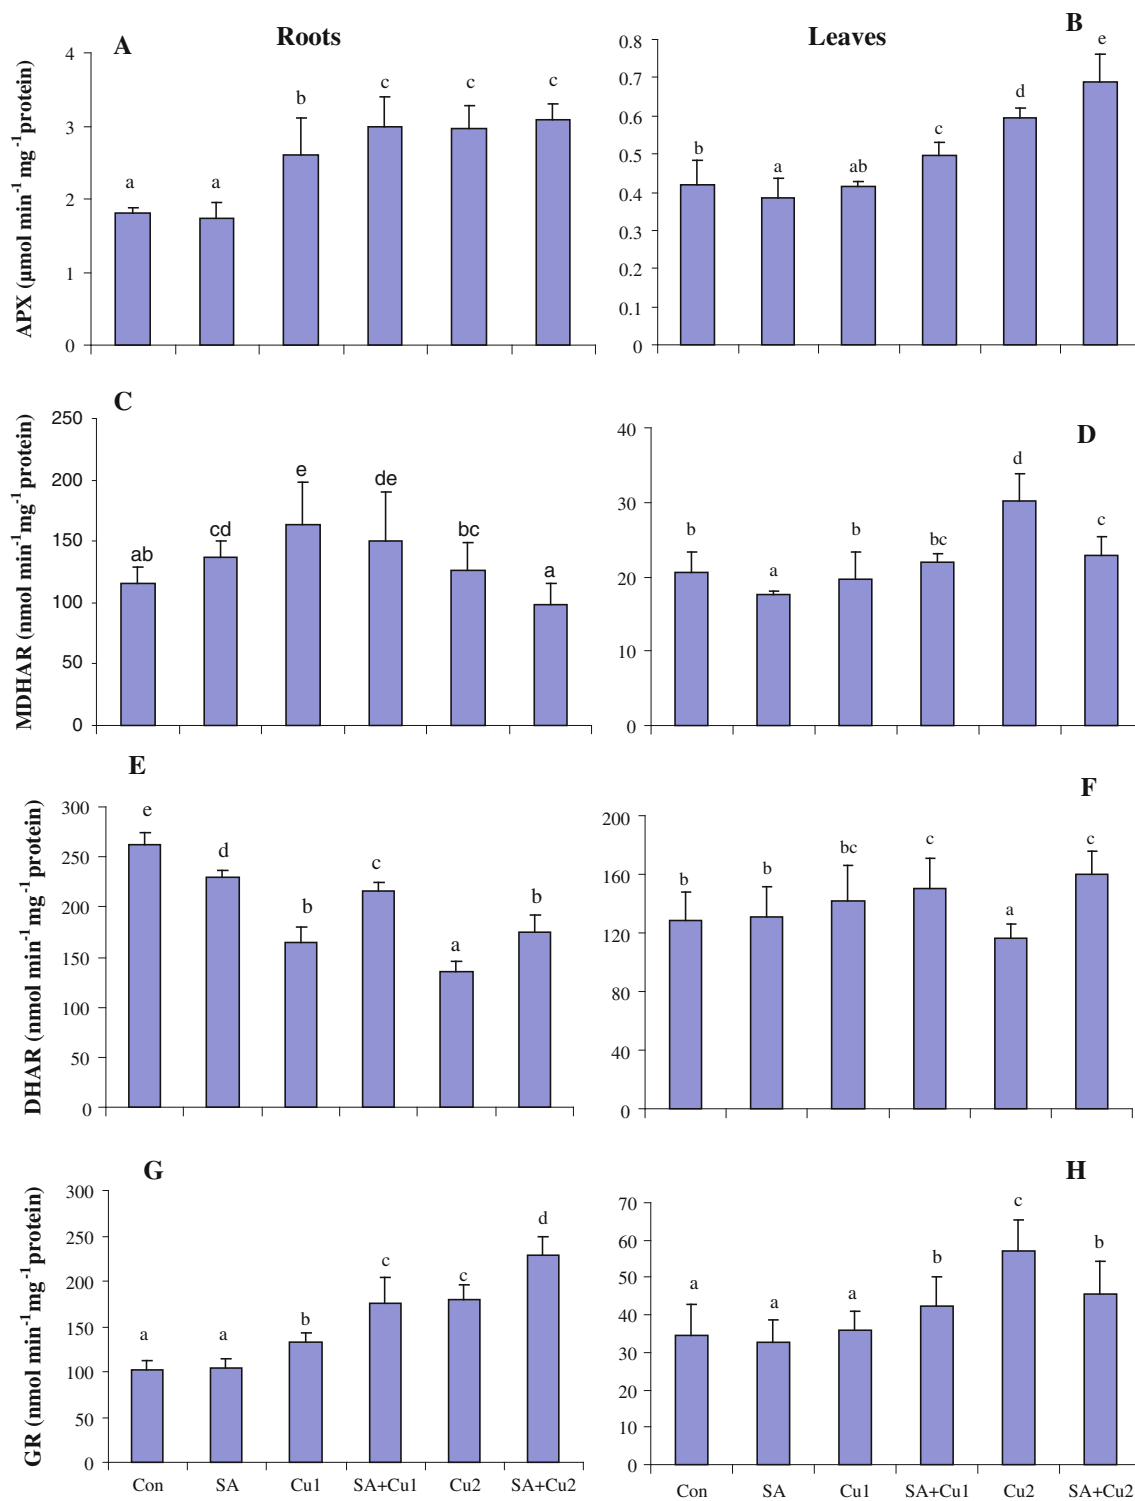 Roots
Leaves
A
APX (µmol min-1 mg-1 protein)
4
3
2
1
0
a
a
b
c
c
c
B
0.8
0.7
0.6
0.5
0.4
0.3
0.2
0.1
0
b
a
ab
c
d
e
C
MDHAR (nmol min-1 mg-1 protein)
250
200
150
100
50
0
ab
cd
e
de
bc
a
D
40
30
20
10
0
b
a
b
bc
d
c
E
DHAR (nmol min-1 mg-1 protein)
300
250
200
150
100
50
0
e
d
b
c
a
b
F
200
160
120
80
40
0
b
b
bc
c
a
c
G
GR (nmol min-1 mg-1 protein)
300
250
200
150
100
50
0
a
a
b
c
c
d
Con SA Cu1 SA+Cu1 Cu2 SA+Cu2
H
70
60
50
40
30
20
10
0
a
a
a
b
c
b
Con SA Cu1 SA+Cu1 Cu2 SA+Cu2